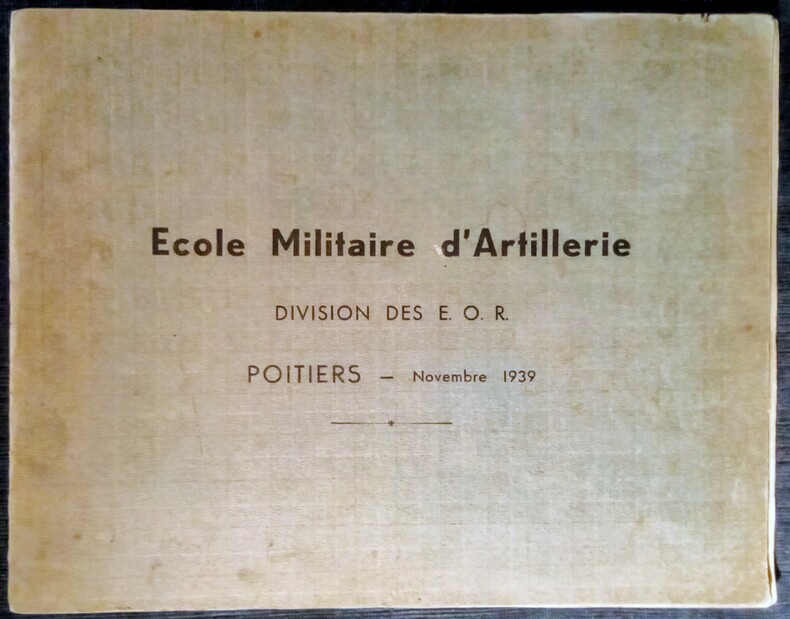 Ecole Militaire d'Artillerie
DIVISION DES E. O. R.
POITIERS — Novembre 1939